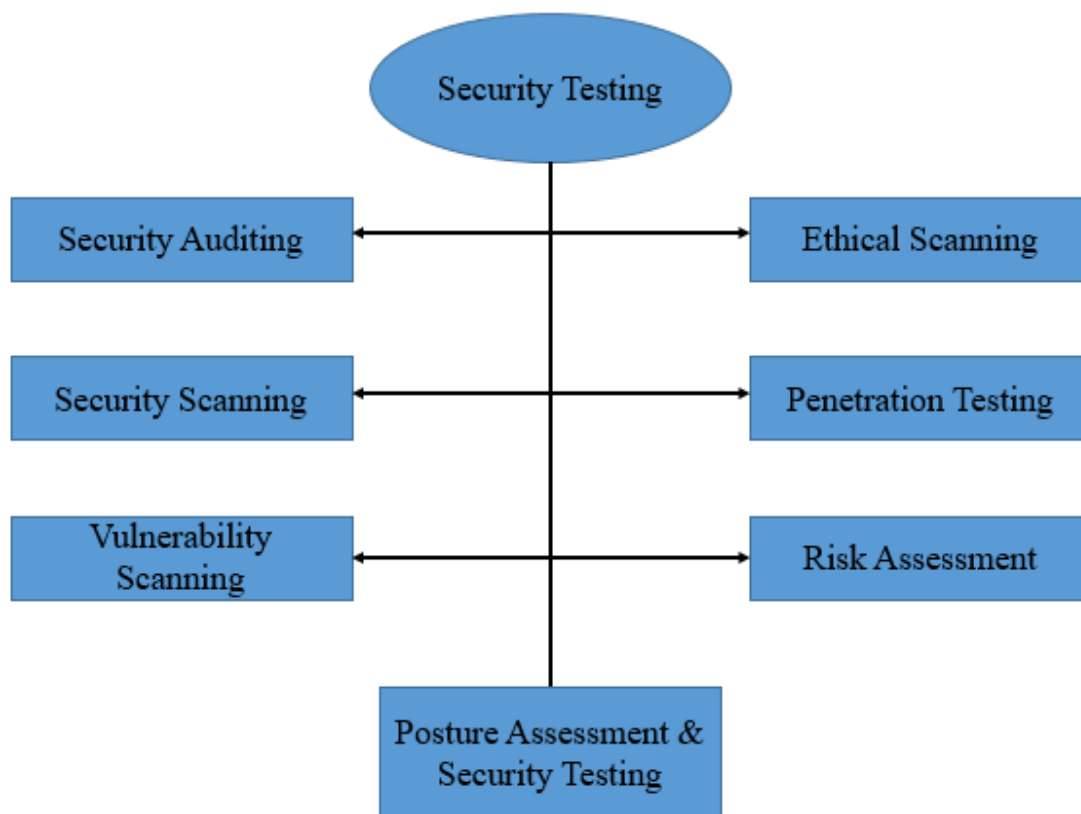 Security Testing
Security Auditing
Ethical Scanning
Security Scanning
Penetration Testing
Vulnerability
Scanning
Risk Assessment
Posture Assessment &
Security Testing